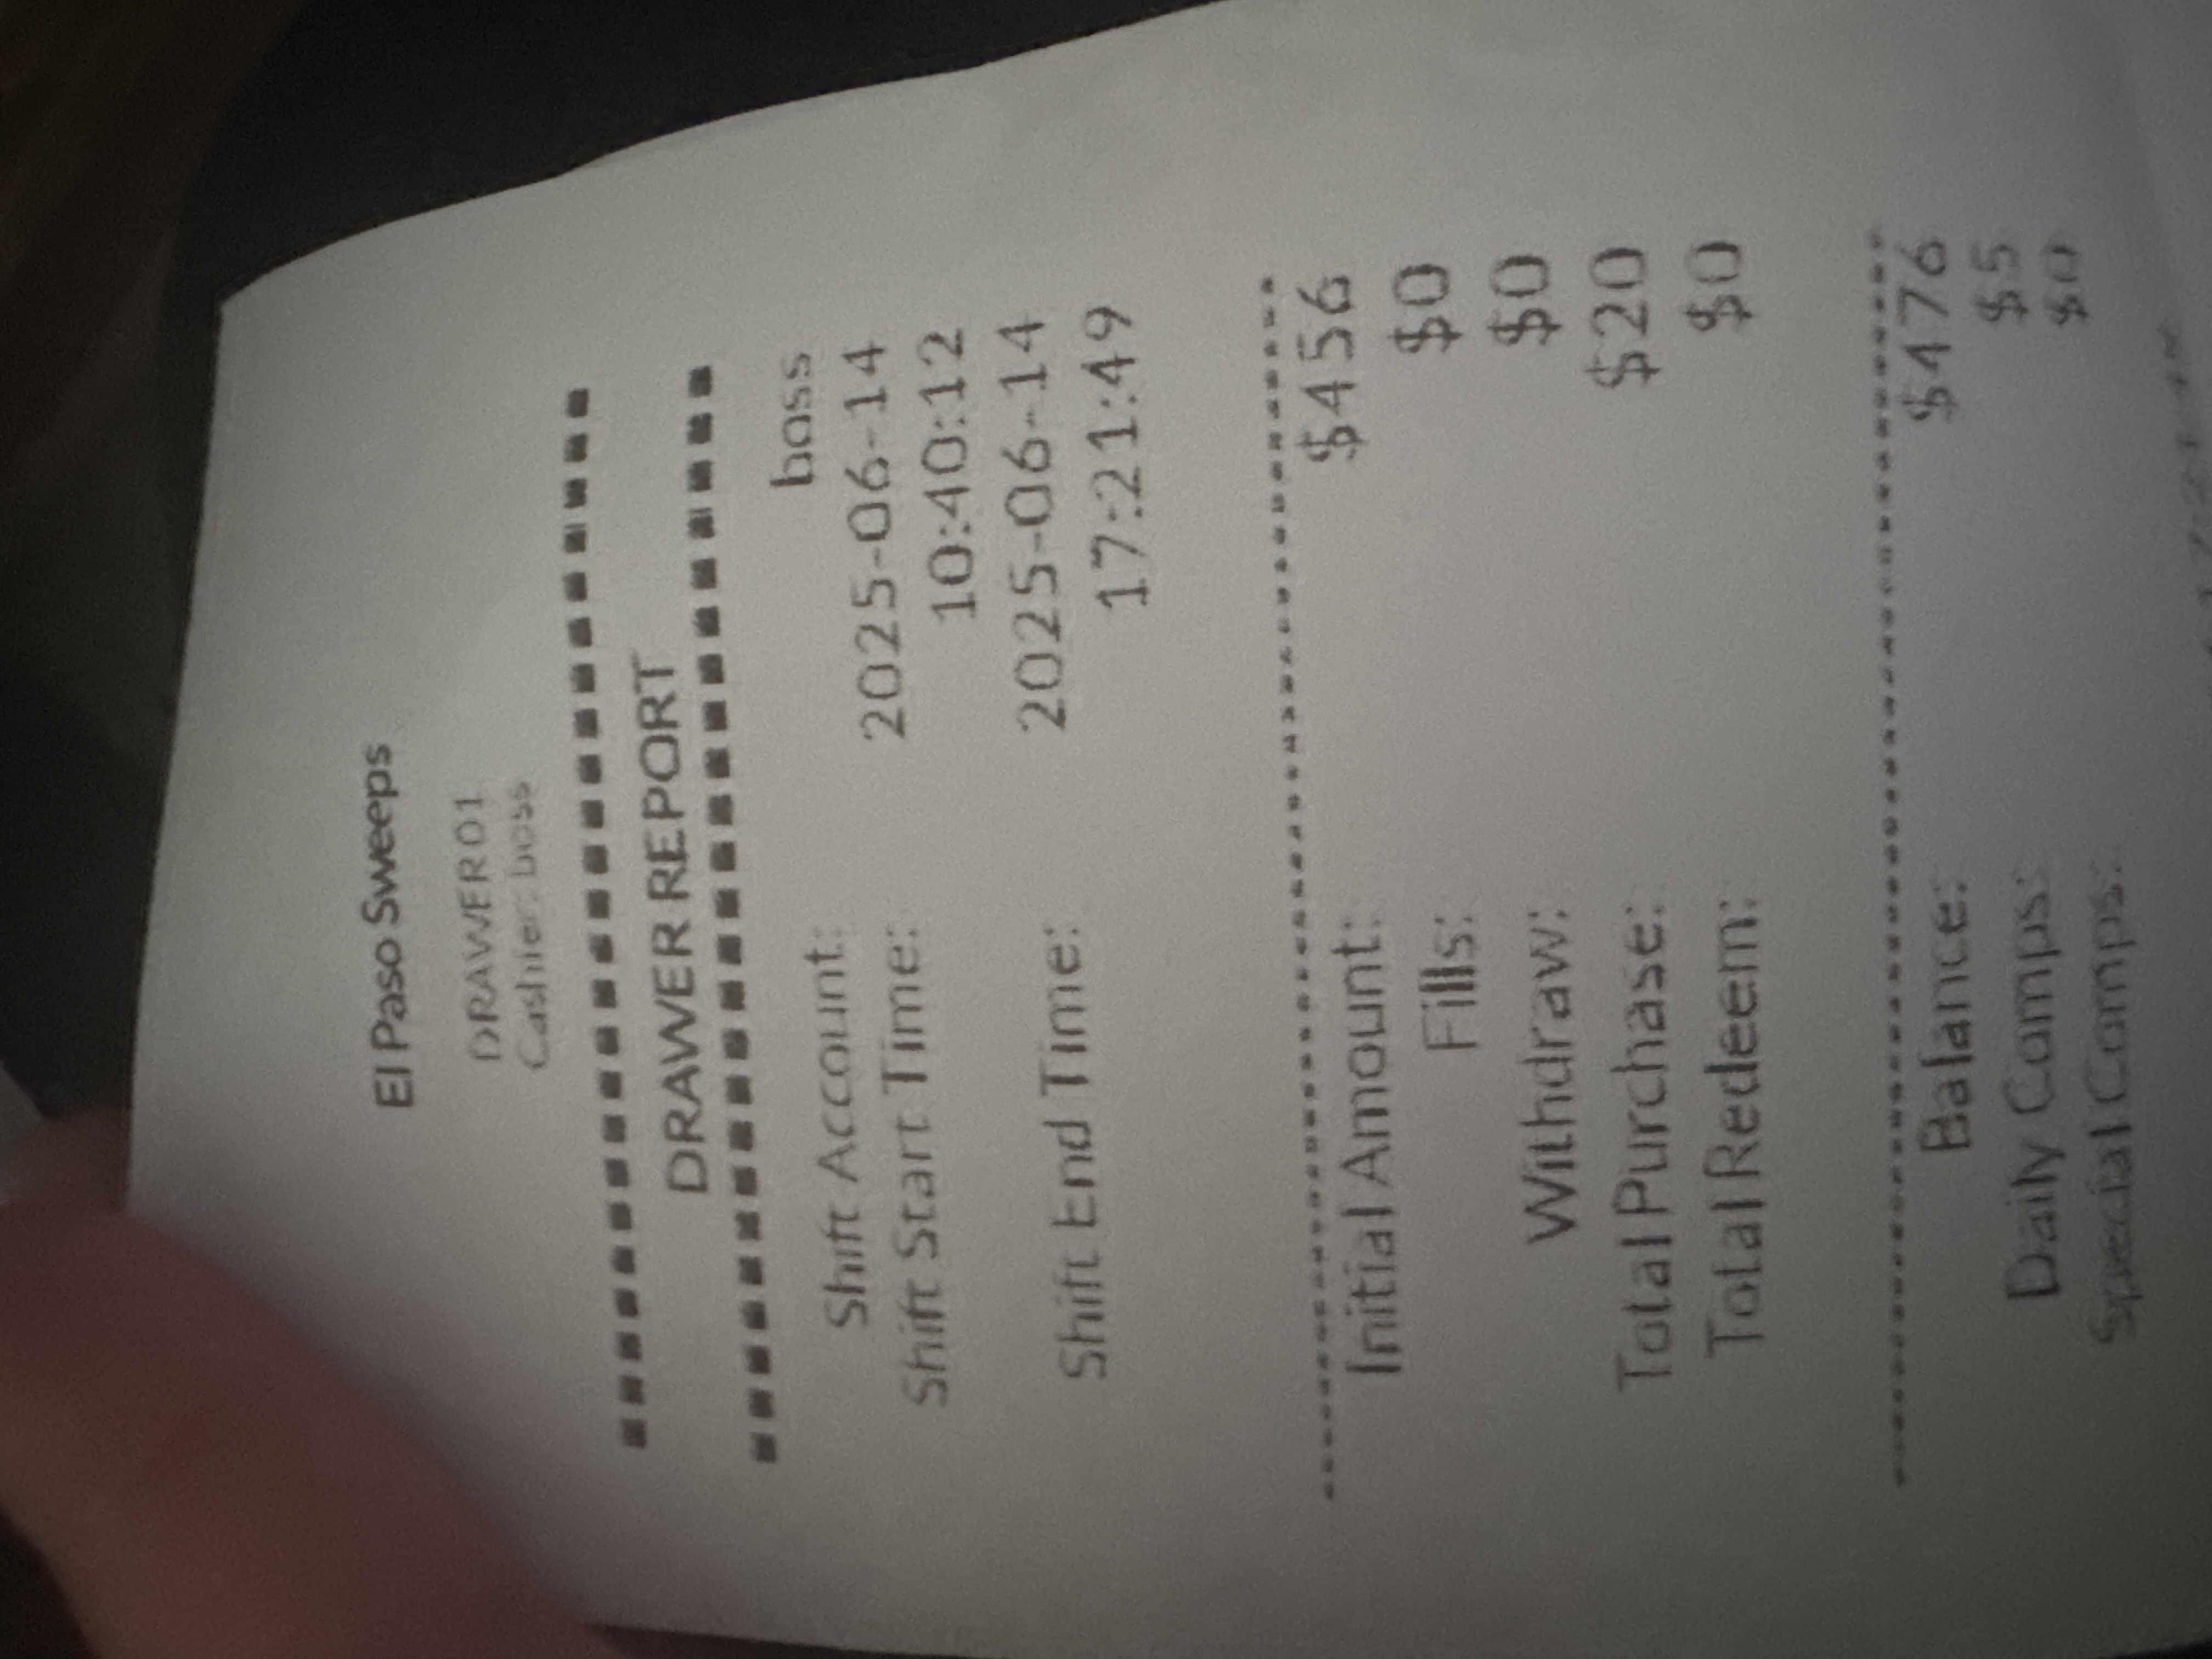 El Paso Sweeps
DRAWER01
Cashier: boss
DRAWER REPORT
Shift Account: boss
Shift Start Time: 2025-06-14
10:40:12
Shift End Time: 2025-06-14
17:21:49
Initial Amount: $456
Fills: $0
Withdraw: $0
Total Purchase: $20
Total Redeem: $0
Balance: $476
Daily Comps: $5
Special Comps: $0